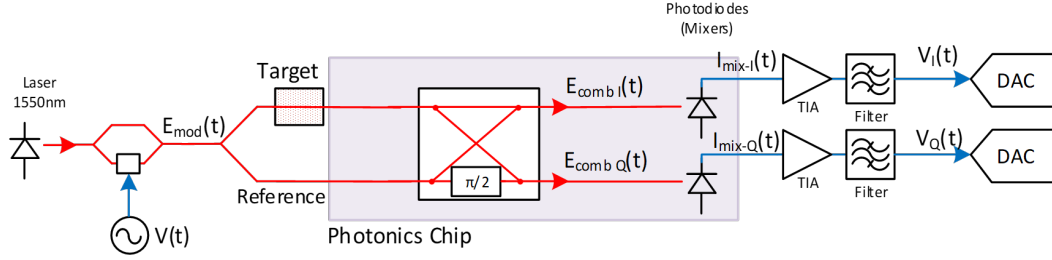 Photodiodes
(Mixers)
Laser
1550nm
Target
E_mod(t)
Reference
V(t)
Photonics Chip
π/2
E_comb I(t)
E_comb Q(t)
I_mix-I(t)
I_mix-Q(t)
TIA
Filter
V_I(t)
DAC
TIA
Filter
V_Q(t)
DAC